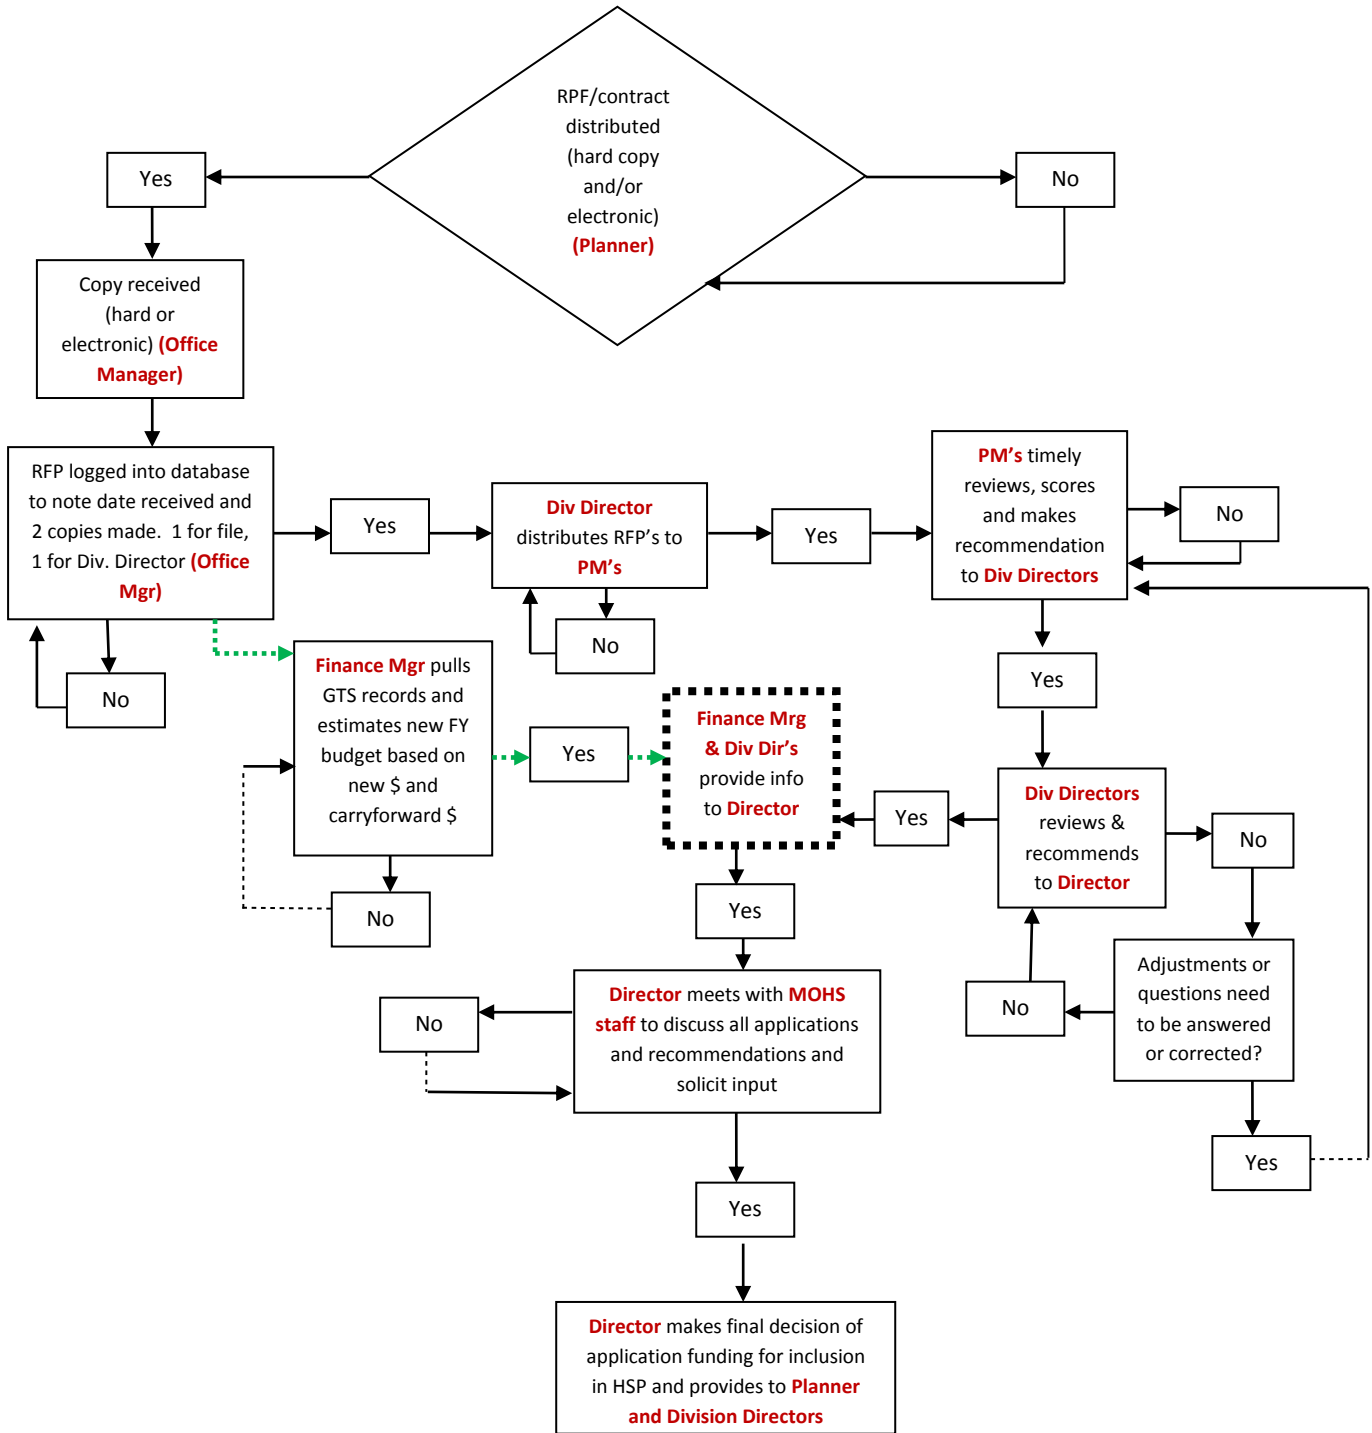 RPF/contract
distributed
(hard copy
and/or
electronic)
(Planner)
Yes
No
Copy received
(hard or
electronic) (Office
Manager)
RFP logged into database
to note date received and
2 copies made.  1 for file,
1 for Div. Director (Office
Mgr)
Yes
Div Director
distributes RFP's to
PM's
Yes
PM's timely
reviews, scores
and makes
recommendation
to Div Directors
No
No
No
Finance Mgr pulls
GTS records and
estimates new FY
budget based on
new $ and
carryforward $
Yes
Finance Mrg
& Div Dir's
provide info
to Director
Yes
Yes
Div Directors
reviews &
recommends
to Director
No
No
Yes
Director meets with MOHS
staff to discuss all applications
and recommendations and
solicit input
No
No
Adjustments or
questions need
to be answered
or corrected?
Yes
Yes
Director makes final decision of
application funding for inclusion
in HSP and provides to Planner
and Division Directors